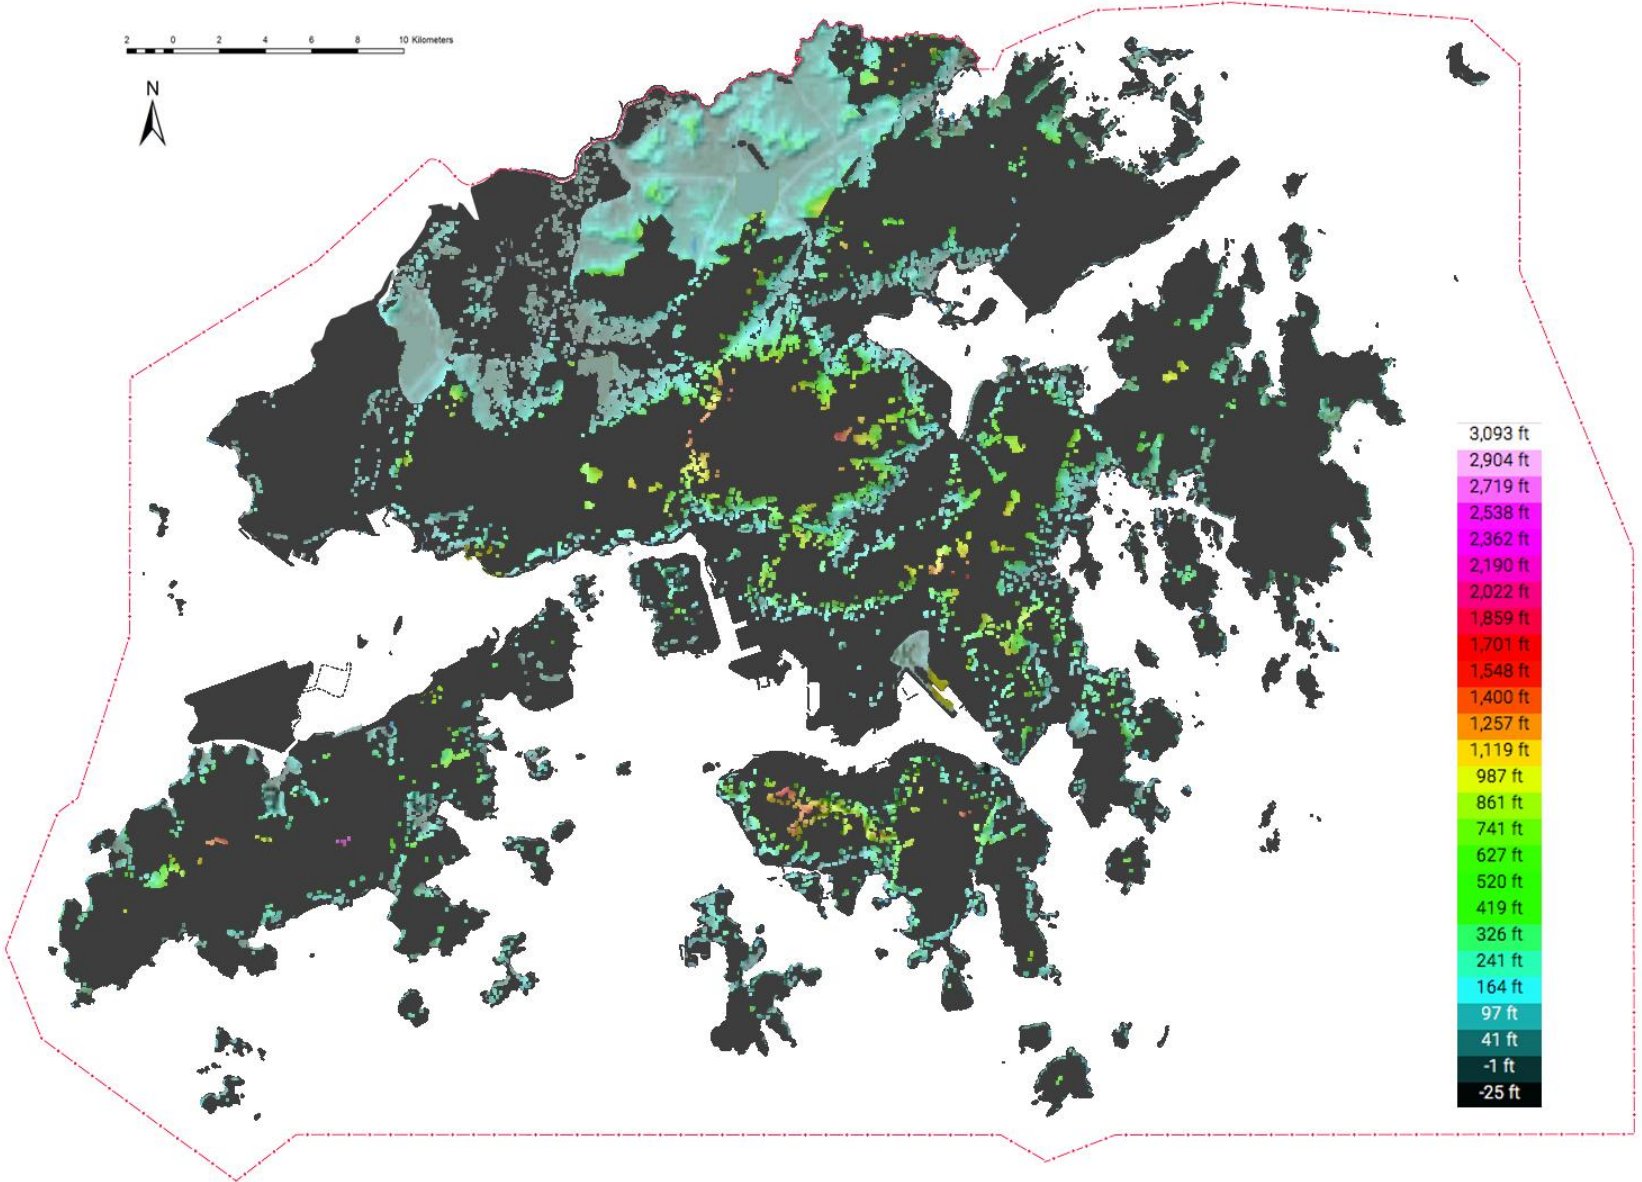 2 0 2 4 6 8 10 Kilometers
N
3,093 ft
2,904 ft
2,719 ft
2,538 ft
2,362 ft
2,190 ft
2,022 ft
1,859 ft
1,701 ft
1,548 ft
1,400 ft
1,257 ft
1,119 ft
987 ft
861 ft
741 ft
627 ft
520 ft
419 ft
326 ft
241 ft
164 ft
97 ft
41 ft
-1 ft
-25 ft